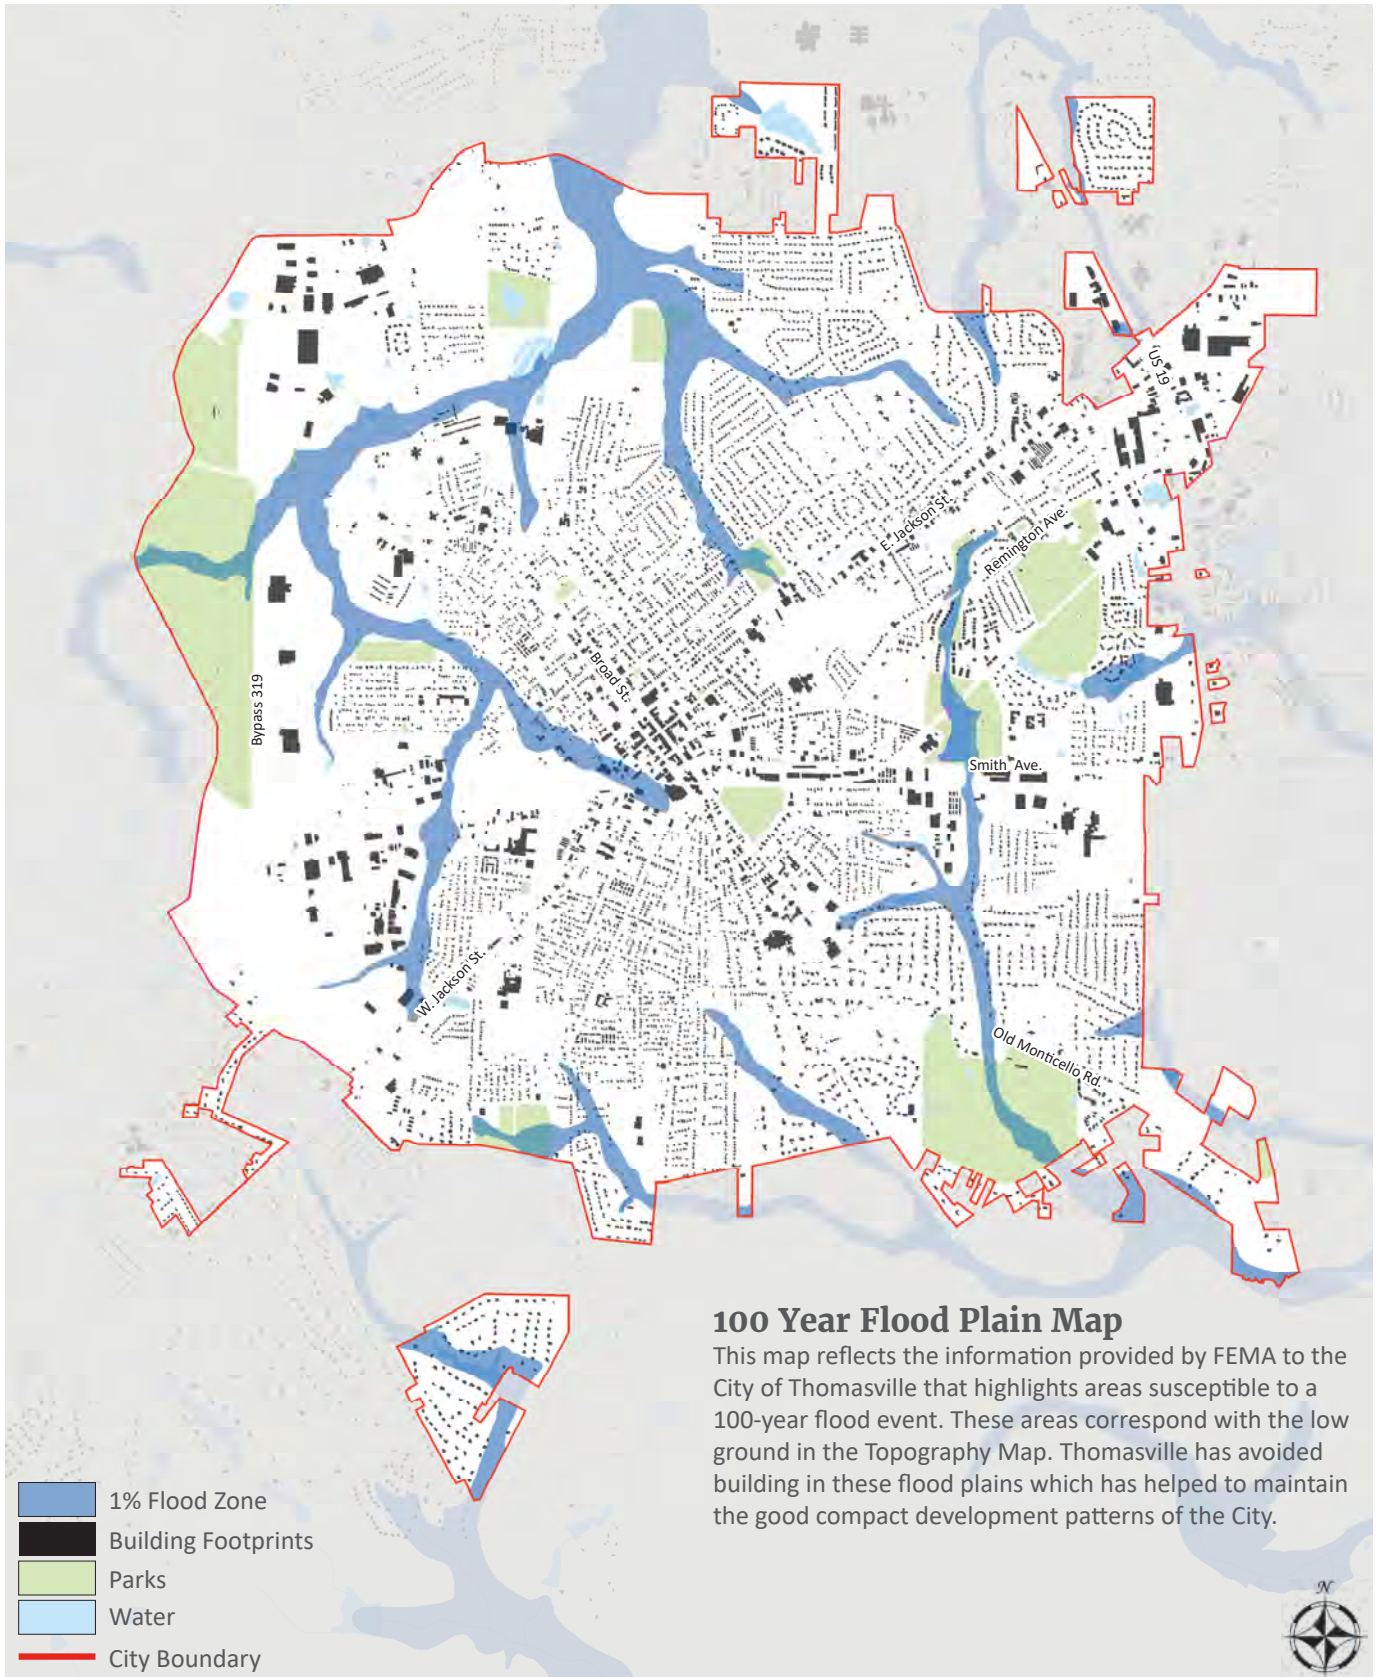 US 19
E. Jackson St.
Remington Ave.
Broad St.
Bypass 319
Smith Ave.
W. Jackson St.
Old Monticello Rd.
100 Year Flood Plain Map
This map reflects the information provided by FEMA to the
City of Thomasville that highlights areas susceptible to a
100-year flood event. These areas correspond with the low
ground in the Topography Map. Thomasville has avoided
building in these flood plains which has helped to maintain
the good compact development patterns of the City.
1% Flood Zone
Building Footprints
Parks
Water
City Boundary
N